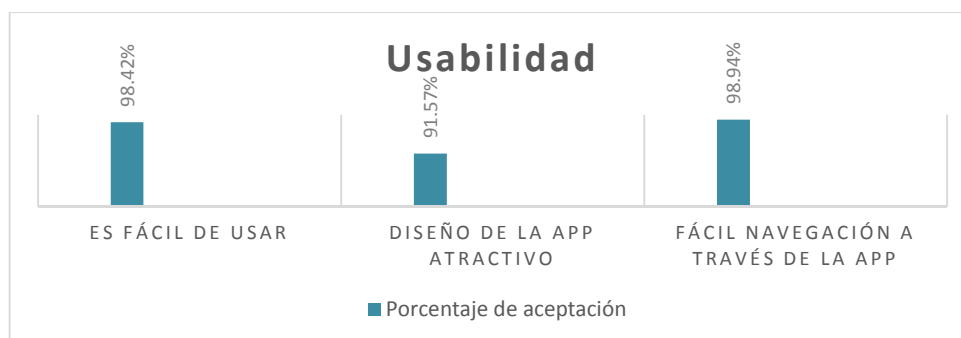 Usabilidad
98.42%
91.57%
98.94%
ES FÁCIL DE USAR
DISEÑO DE LA APP
ATRACTIVO
FÁCIL NAVEGACIÓN A
TRAVÉS DE LA APP
Porcentaje de aceptación